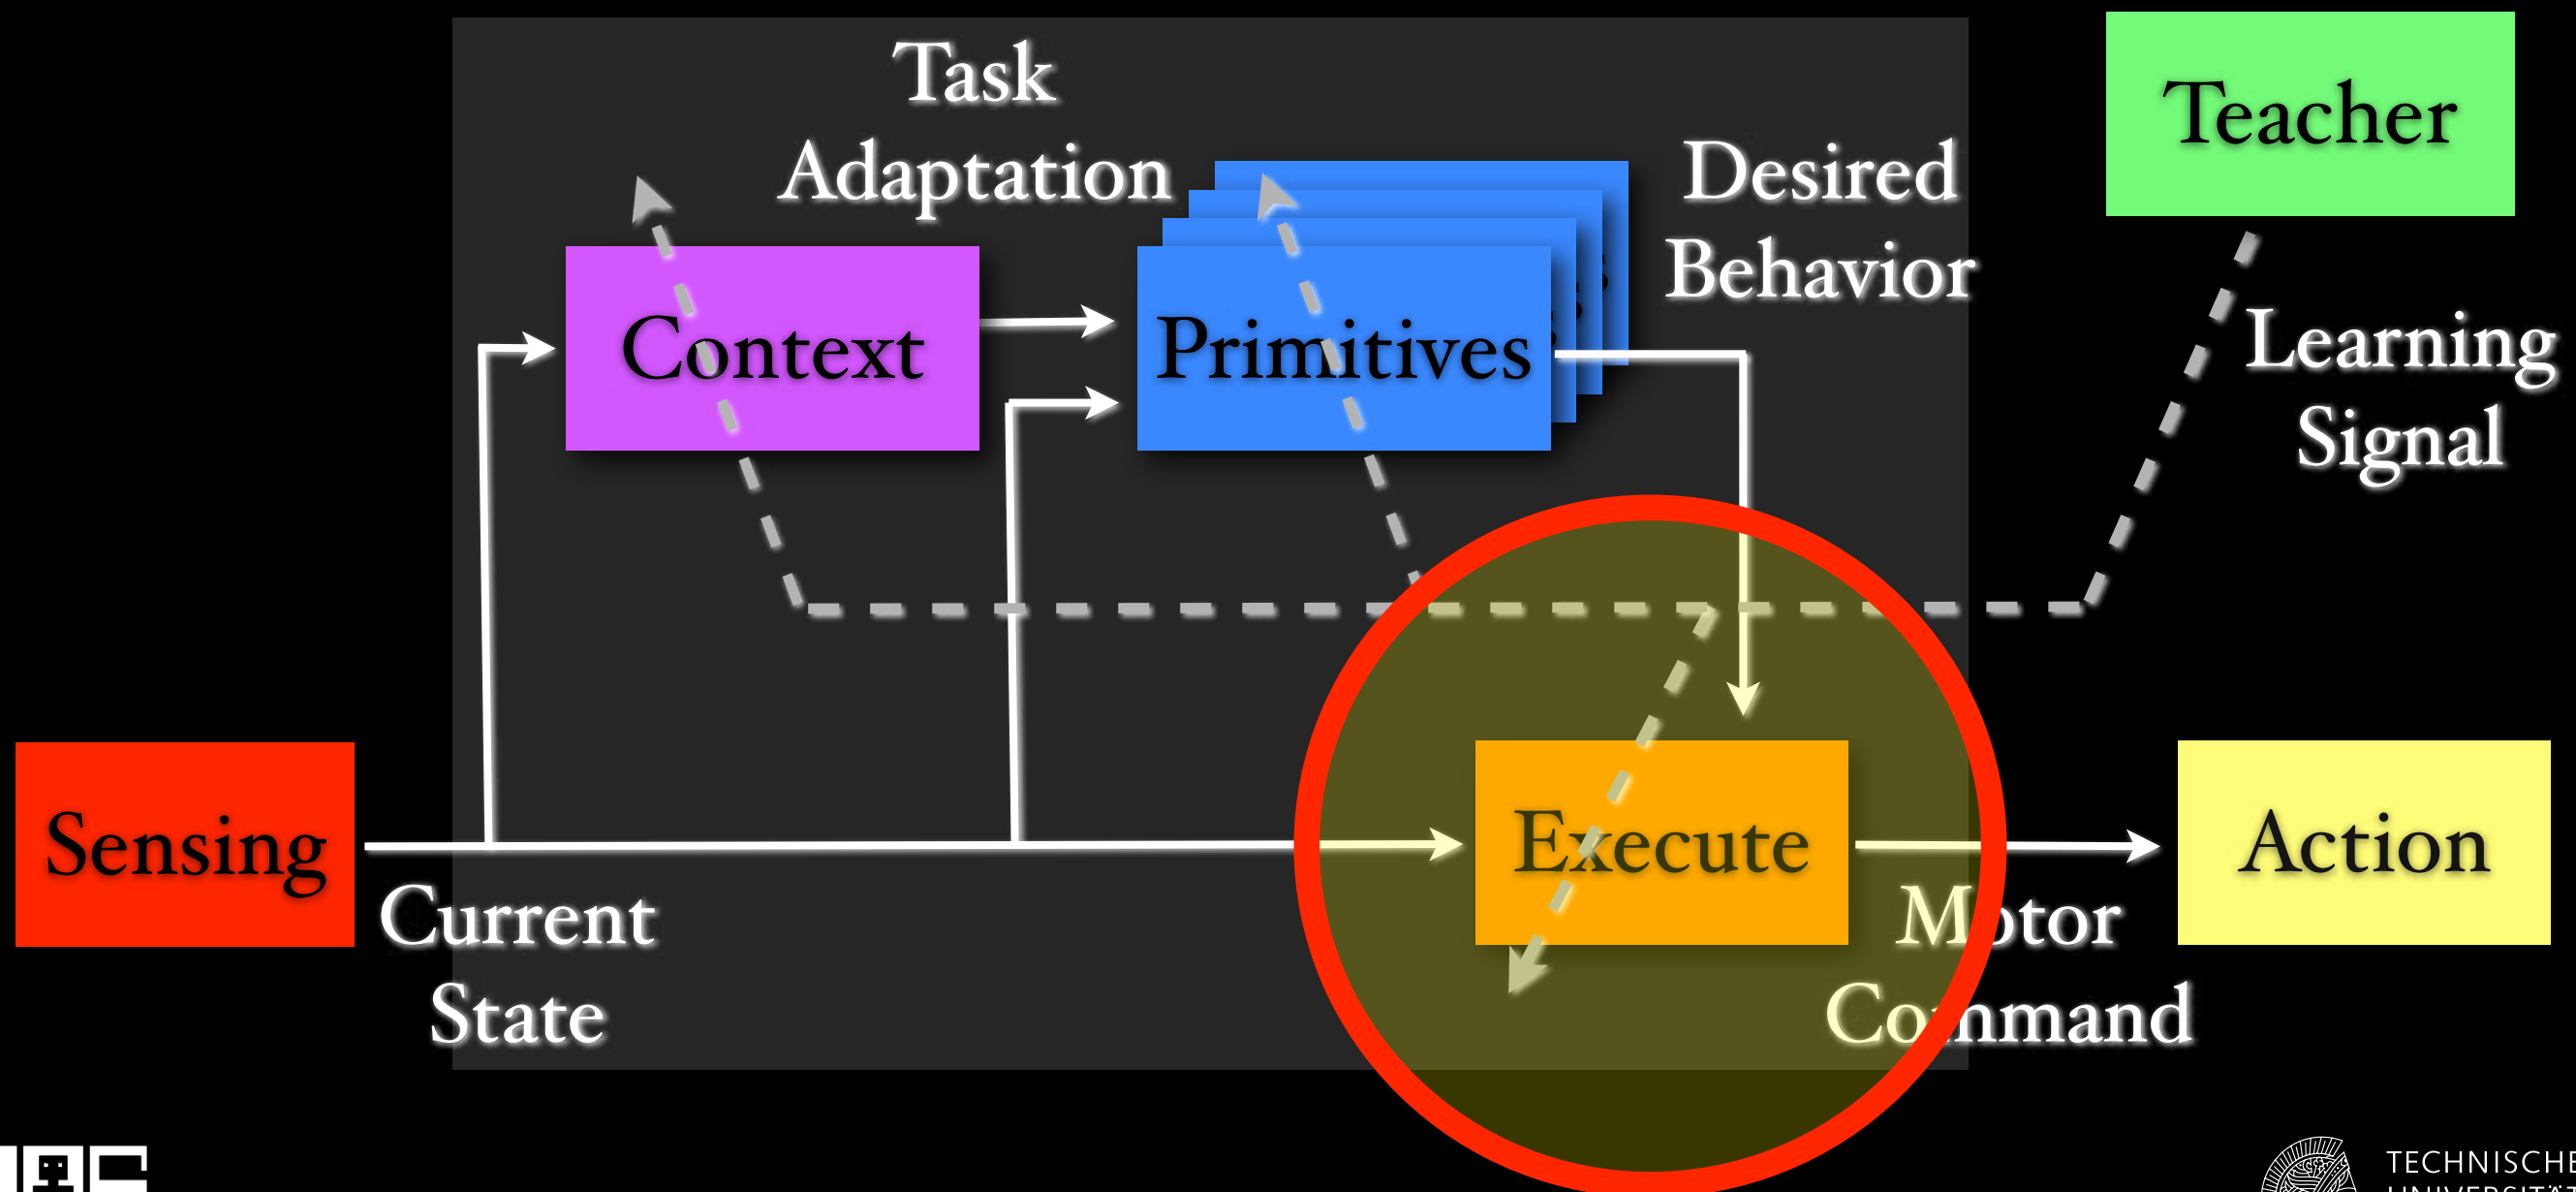 Task
Adaptation
Desired
Behavior
Teacher
Context
Primitives
Learning
Signal
Sensing
Execute
Action
Current
State
Motor
Command
TECHNISCHE